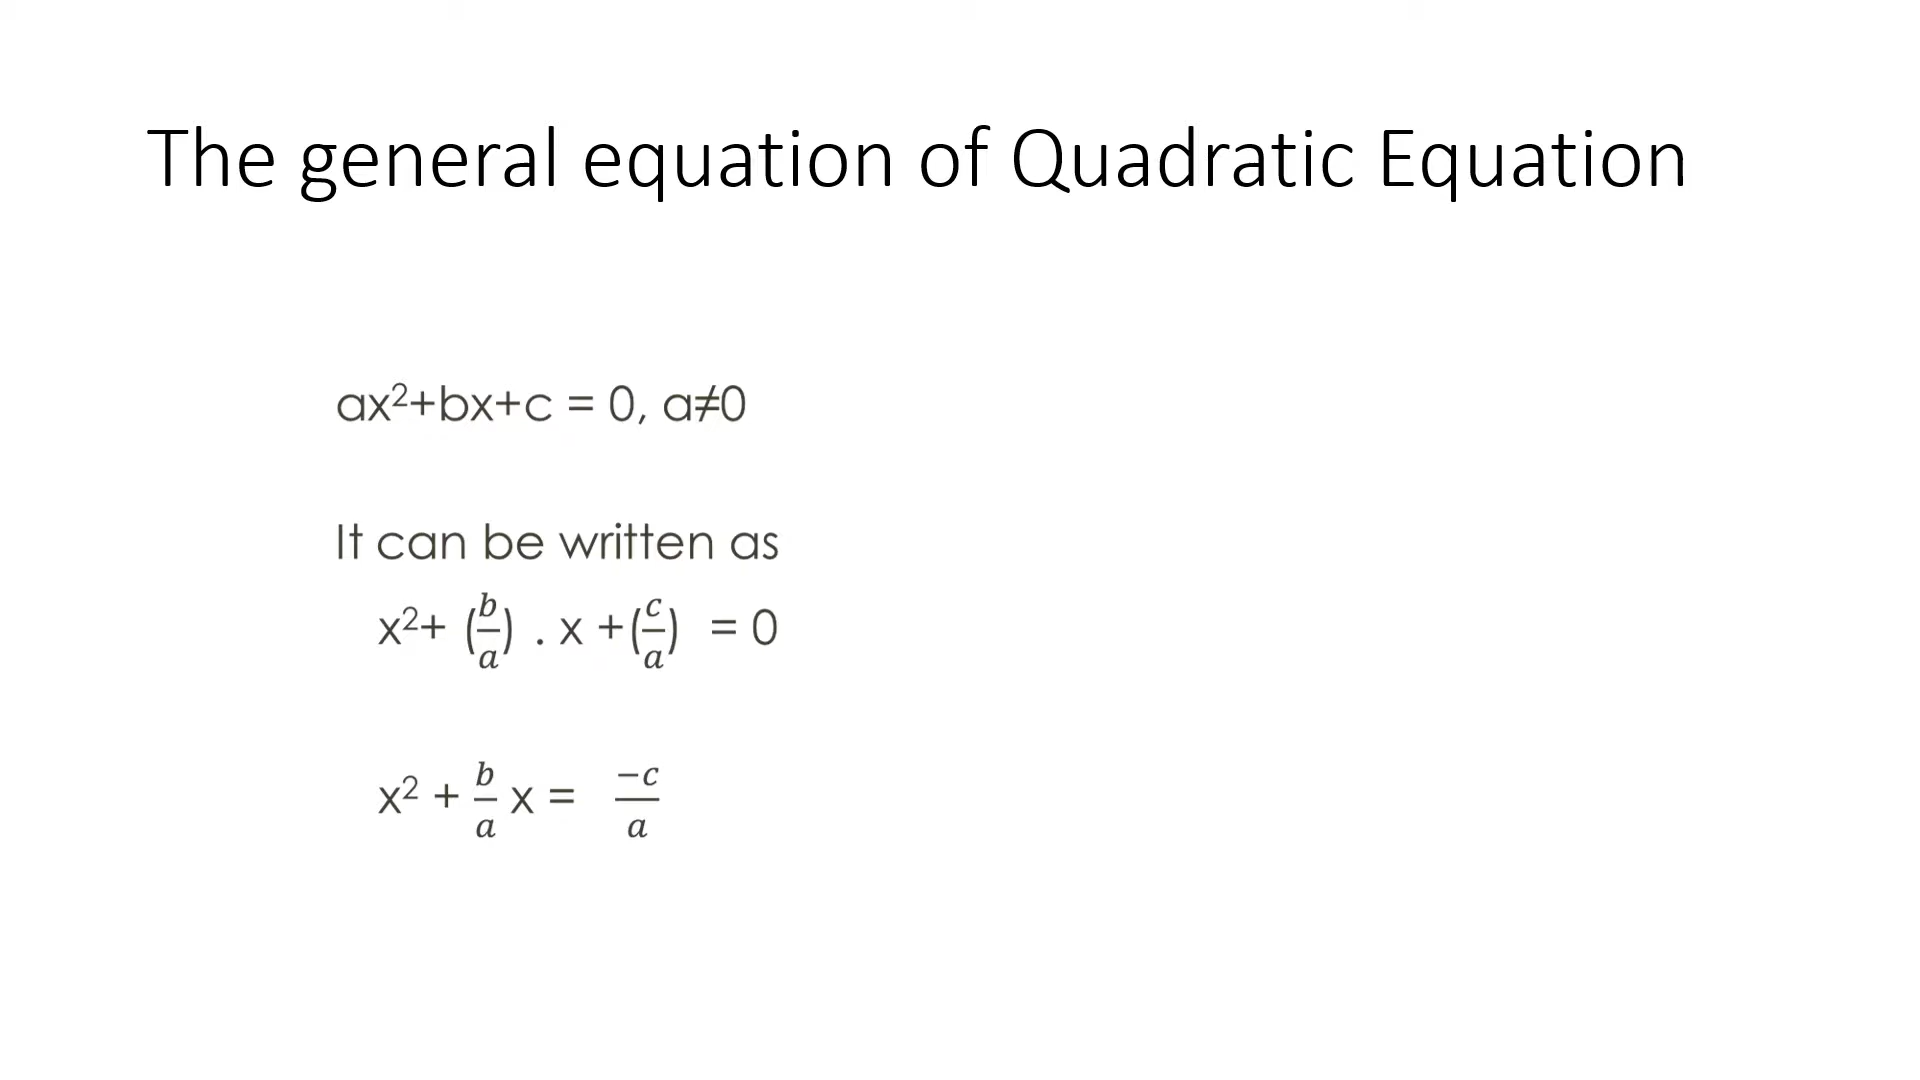 The general equation of Quadratic Equation
ax²+bx+c = 0, a≠0
It can be written as
x²+ (b/a) . x +(c/a) = 0
x² + b/a x = −c/a